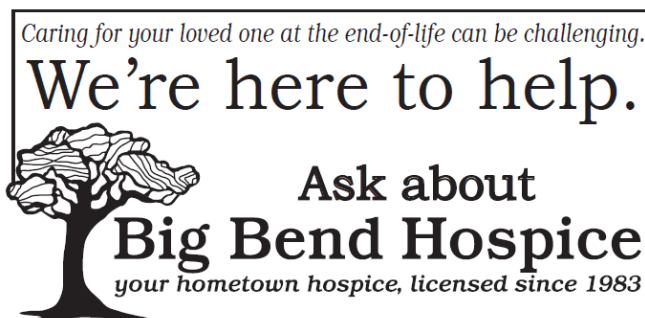 Caring for your loved one at the end-of-life can be challenging.
We're here to help.
Ask about
Big Bend Hospice
your hometown hospice, licensed since 1983